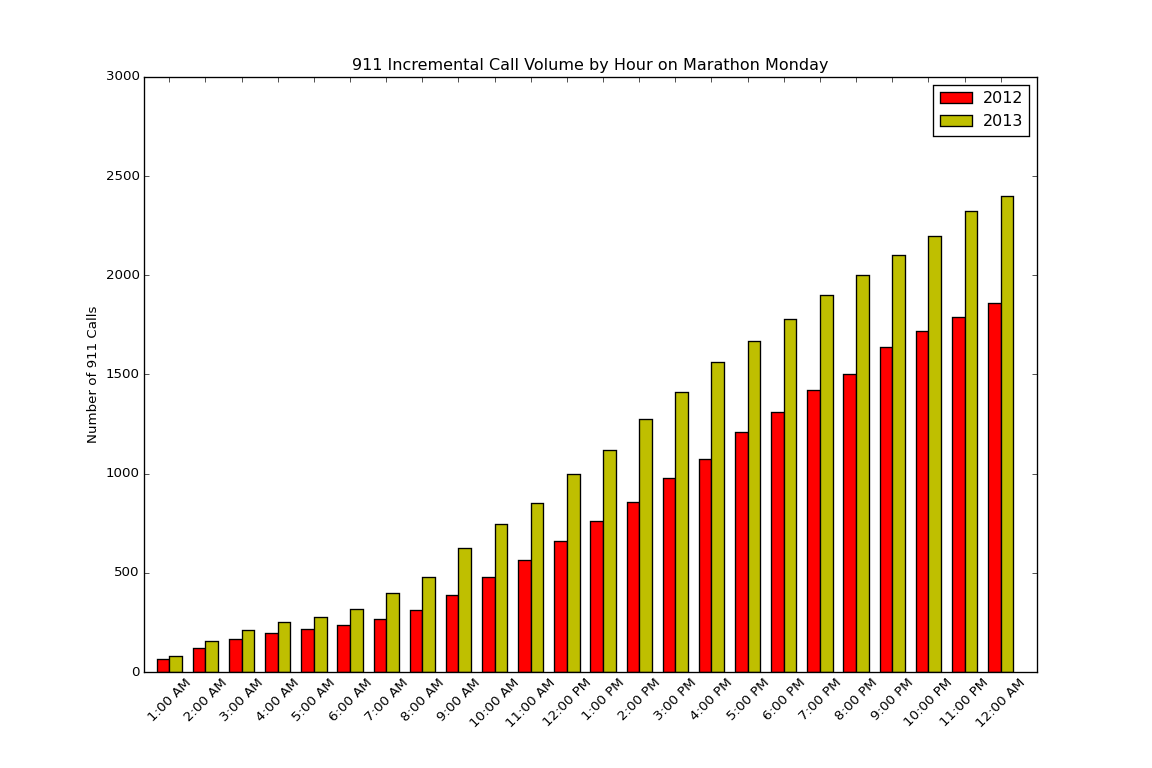 911 Incremental Call Volume by Hour on Marathon Monday
2012
2013
Number of 911 Calls
3000
2500
2000
1500
1000
500
0
1:00 AM
2:00 AM
3:00 AM
4:00 AM
5:00 AM
6:00 AM
7:00 AM
8:00 AM
9:00 AM
10:00 AM
11:00 AM
12:00 PM
1:00 PM
2:00 PM
3:00 PM
4:00 PM
5:00 PM
6:00 PM
7:00 PM
8:00 PM
9:00 PM
10:00 PM
11:00 PM
12:00 AM